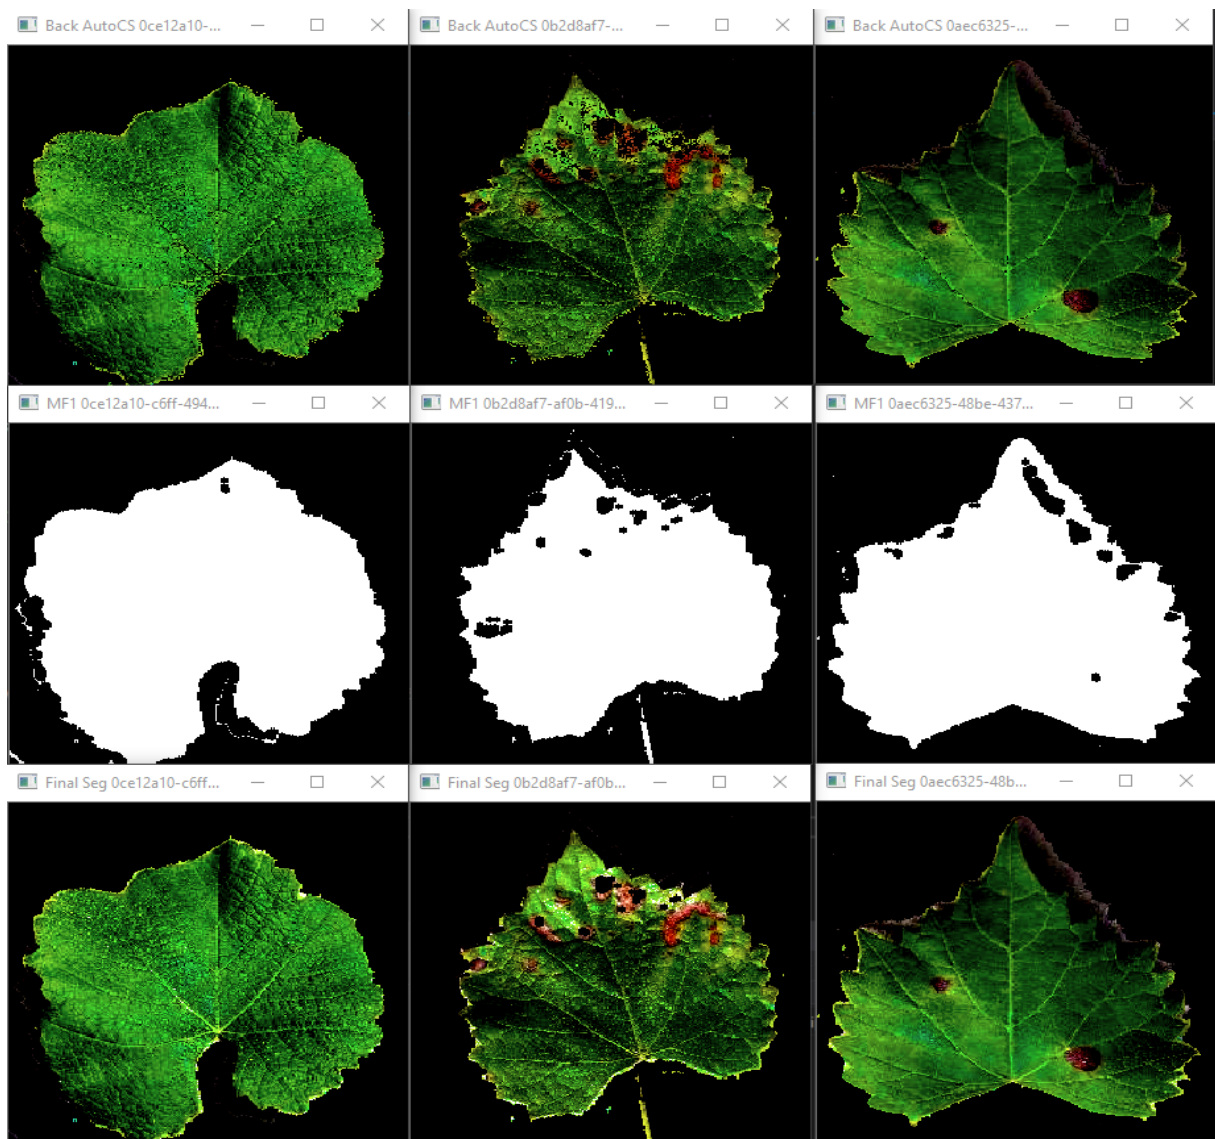 Back AutoCS 0ce12a10-...
Back AutoCS 0b2d8af7-...
Back AutoCS 0aec6325-...
MF1 0ce12a10-c6ff-494...
MF1 0b2d8af7-af0b-419...
MF1 0aec6325-48be-437...
Final Seg 0ce12a10-c6ff...
Final Seg 0b2d8af7-af0b...
Final Seg 0aec6325-48b...